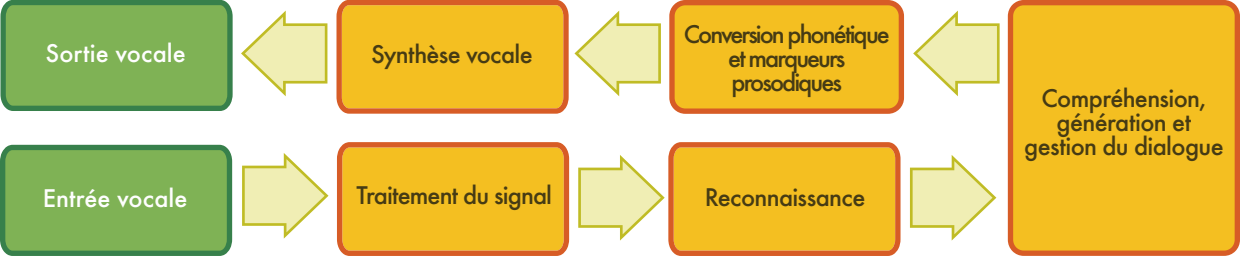 Sortie vocale
Synthèse vocale
Conversion phonétique
et marqueurs
prosodiques
Compréhension,
génération et
gestion du dialogue
Entrée vocale
Traitement du signal
Reconnaissance